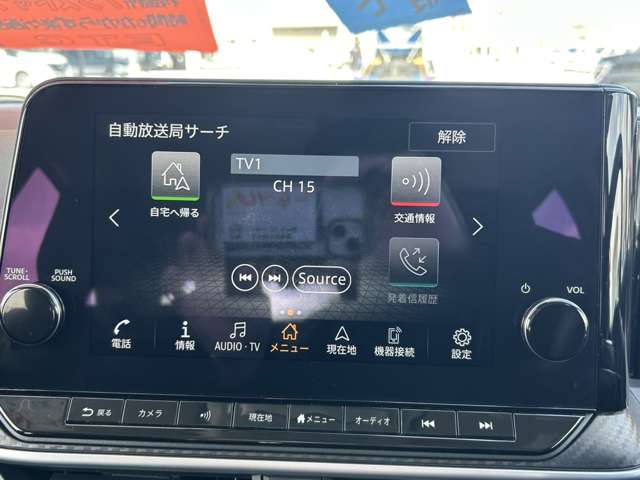 自動放送局サーチ
解除
TV1
CH 15
自宅へ帰る
交通情報
Source
発着信履歴
TUNE・SCROLL
PUSH SOUND
VOL
電話
情報
AUDIO・TV
メニュー
現在地
機器接続
設定
戻る
カメラ
現在地
メニュー
オーディオ